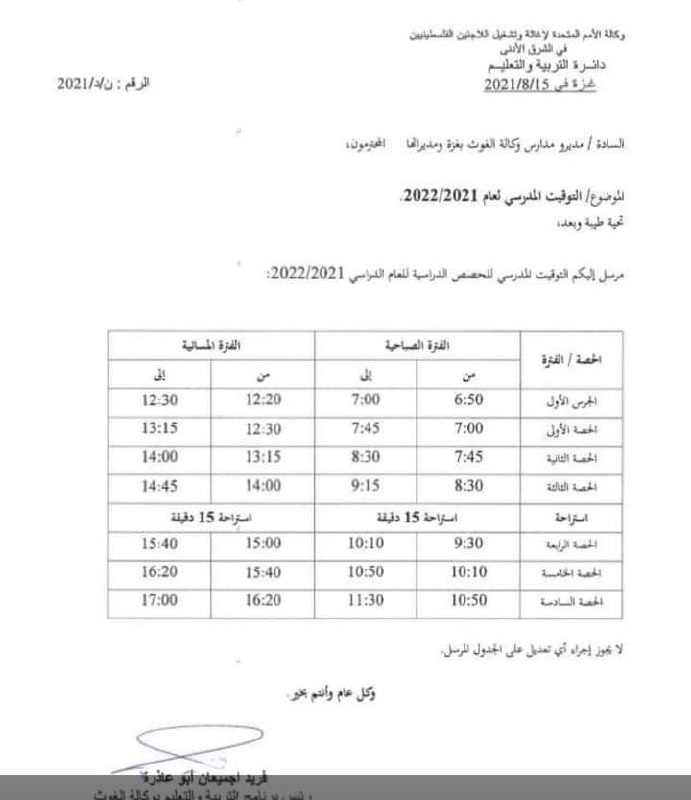 وكالة الأمم المتحدة لإغاثة وتشغيل اللاجئين الفلسطينيين
في الشرق الأدنى
دائرة التربية والتعليم
غزة في 2021/8/15
الرقم : ن/د/2021
السادة / مديرو مدارس وكالة الغوث بغزة ومديراتها المحترمون،
الموضوع/ التوقيت المدرسي لعام 2022/2021.
تحية طيبة وبعد،
مرسل إليكم التوقيت المدرسي للحصص الدراسية للعام الدراسي 2022/2021:
الحصة / الفترة الفترة الصباحية الفترة المسائية
من إلى من إلى
الجرس الأول 6:50 7:00 12:20 12:30
الحصة الأولى 7:00 7:45 12:30 13:15
الحصة الثانية 7:45 8:30 13:15 14:00
الحصة الثالثة 8:30 9:15 14:00 14:45
استراحة استراحة 15 دقيقة استراحة 15 دقيقة
الحصة الرابعة 9:30 10:10 15:00 15:40
الحصة الخامسة 10:10 10:50 15:40 16:20
الحصة السادسة 10:50 11:30 16:20 17:00
لا يجوز إجراء أي تعديل على الجدول المرسل.
وكل عام وأنتم بخير.
فريد اجميعان أبو عاذرة
رئيس برنامج التربية والتعليم بوكالة الغوث